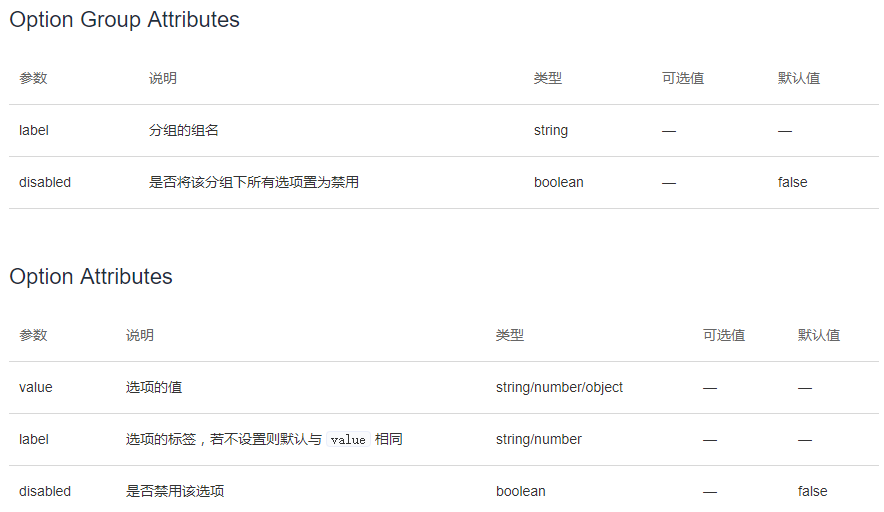 Option Group Attributes
参数 说明 类型 可选值 默认值
label 分组的组名 string — —
disabled 是否将该分组下所有选项置为禁用 boolean — false
Option Attributes
参数 说明 类型 可选值 默认值
value 选项的值 string/number/object — —
label 选项的标签，若不设置则默认与 value 相同 string/number — —
disabled 是否禁用该选项 boolean — false